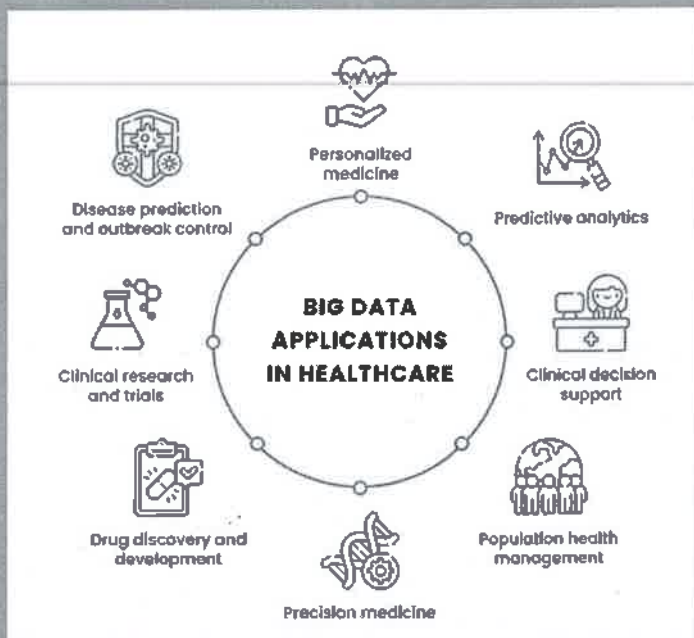 Personalized
medicine
Predictive analytics
Clinical decision
support
Population health
management
Precision medicine
Drug discovery and
development
Clinical research
and trials
Disease prediction
and outbreak control
BIG DATA
APPLICATIONS
IN HEALTHCARE